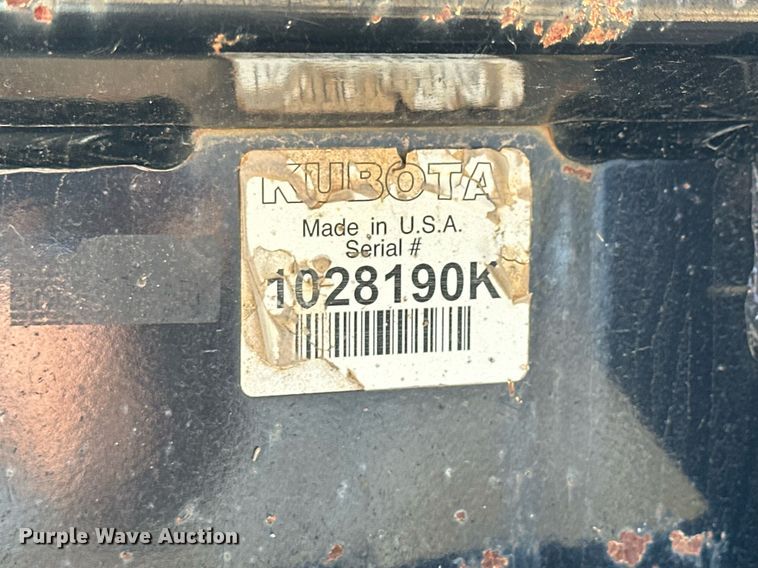 KUBOTA
Made in U.S.A.
Serial #
1028190K
Purple Wave Auction